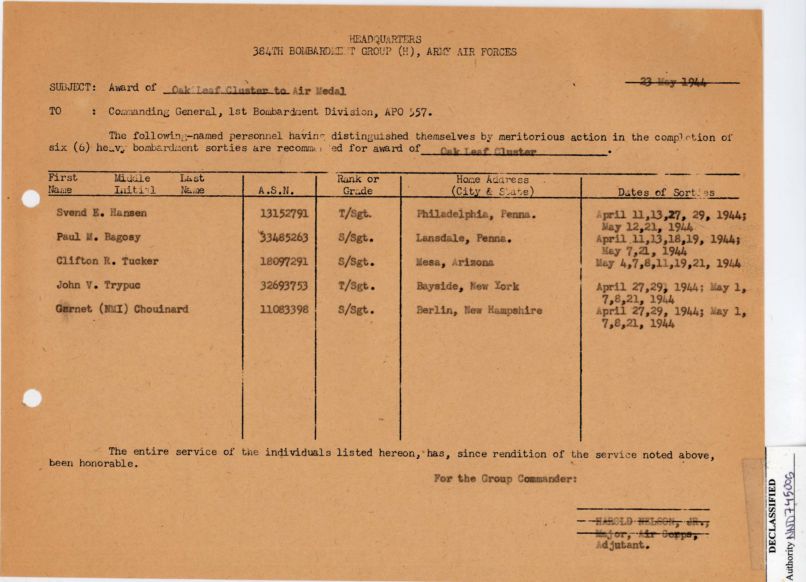 HEADQUARTERS
384TH BOMBARDMENT GROUP (H), ARMY AIR FORCES
23 May 1944
SUBJECT: Award of Oak Leaf Cluster to Air Medal
TO : Commanding General, 1st Bombardment Division, APO 557.
The following-named personnel having distinguished themselves by meritorious action in the completion of
six (6) heavy bombardment sorties are recommended for award of Oak Leaf Cluster .
First Middle Last Rank or Home Address
Name Initial Name A.S.N. Grade (City & State) Dates of Sorties
Svend E. Hansen 13152791 T/Sgt. Philadelphia, Penna. April 11,13,27, 29, 1944;
May 12,21, 1944
Paul M. Bagosy 33485263 S/Sgt. Lansdale, Penna. April 11,13,18,19, 1944;
May 7,21, 1944
Clifton R. Tucker 18097291 S/Sgt. Mesa, Arizona May 4,7,8,11,19,21, 1944
John V. Trypuc 32693753 T/Sgt. Bayside, New York April 27,29, 1944; May 1,
7,8,21, 1944
Garnet (NMI) Chouinard 11083398 S/Sgt. Berlin, New Hampshire April 27,29, 1944; May 1,
7,8,21, 1944
The entire service of the individuals listed hereon, has, since rendition of the service noted above,
been honorable.
For the Group Commander:
HAROLD NELSON, JR.,
Major, Air Corps,
Adjutant.
DECLASSIFIED
Authority NND745005